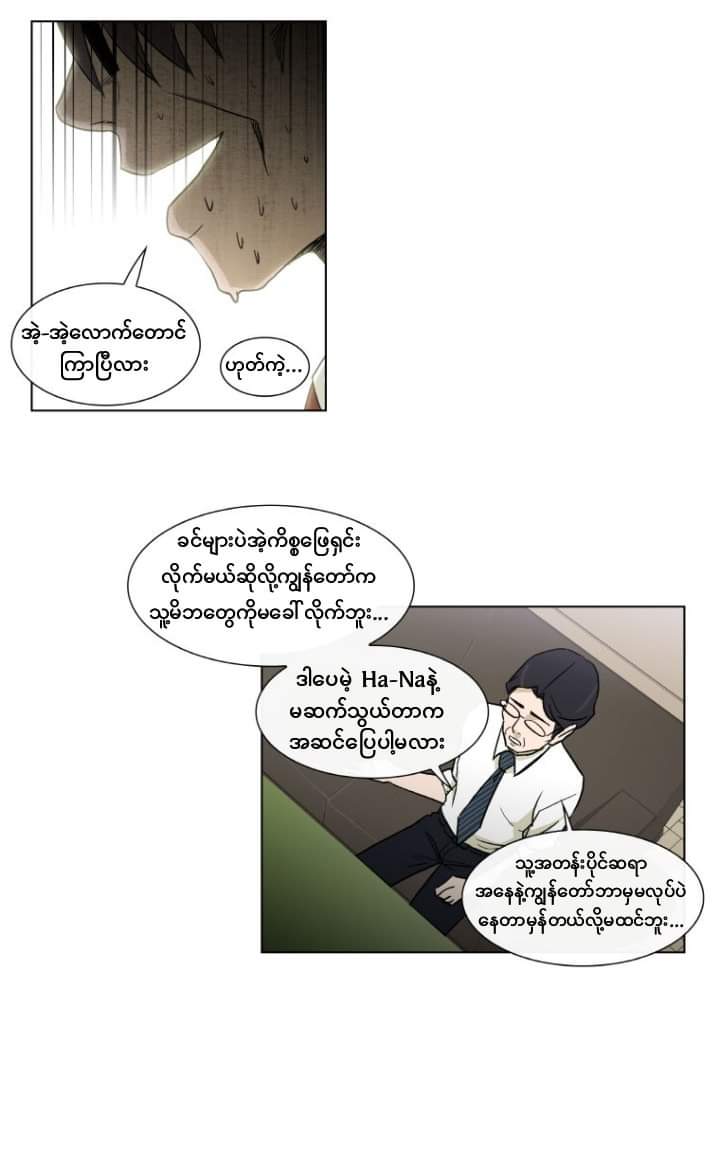 အဲ့-အဲ့လောက်တောင်
ကြာပြီလား
ဟုတ်ကဲ့...
ခင်များပဲအဲ့ကိစ္စဖြေရှင်း
လိုက်မယ်ဆိုလို့ကျွန်တော်က
သူ့မိဘတွေကိုမခေါ်လိုက်ဘူး...
ဒါပေမဲ့ Ha-Naနဲ့
မဆက်သွယ်တာက
အဆင်ပြေပါ့မလား
သူ့အတန်းပိုင်ဆရာ
အနေနဲ့ကျွန်တော်ဘာမှမလုပ်ပဲ
နေတာမှန်တယ်လို့မထင်ဘူး...